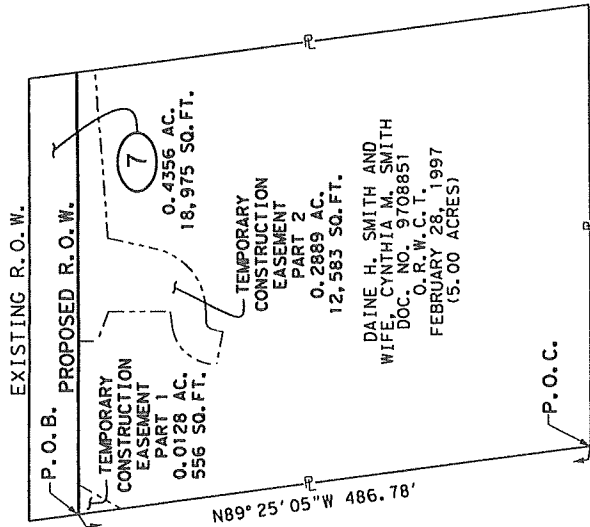 EXISTING R.O.W.
P.O.B.
PROPOSED R.O.W.
7
0.4356 AC.
18,975 SQ.FT.
TEMPORARY
CONSTRUCTION
EASEMENT
PART 1
0.0128 AC.
556 SQ.FT.
TEMPORARY
CONSTRUCTION
EASEMENT
PART 2
0.2889 AC.
12,583 SQ.FT.
DAINE H. SMITH AND
WIFE, CYNTHIA M. SMITH
DOC. NO. 9708851
O.R.W.C.T.
FEBRUARY 28, 1997
(5.00 ACRES)
P.O.C.
N89°25'05"W 486.78'
PL
PL